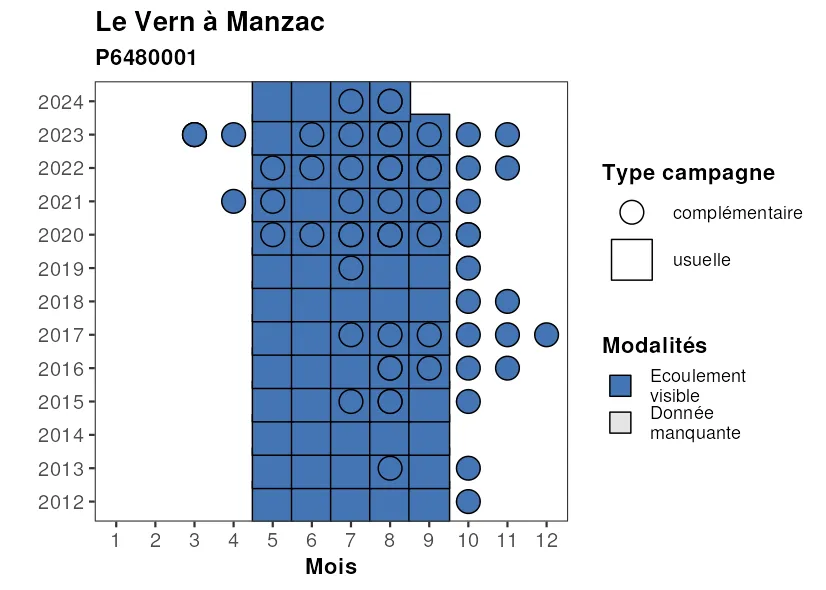 Le Vern à Manzac
P6480001
2024
2023
2022
2021
2020
2019
2018
2017
2016
2015
2014
2013
2012
1 2 3 4 5 6 7 8 9 10 11 12
Mois
Type campagne
complémentaire
usuelle
Modalités
Ecoulement
visible
Donnée
manquante